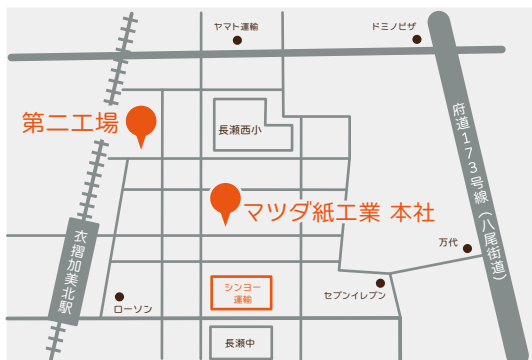 ヤマト運輸
ドミノピザ
第二工場
長瀬西小
府道173号線(八尾街道)
マツダ紙工業 本社
衣摺加美北駅
万代
シンヨー
運輸
セブンイレブン
ローソン
長瀬中